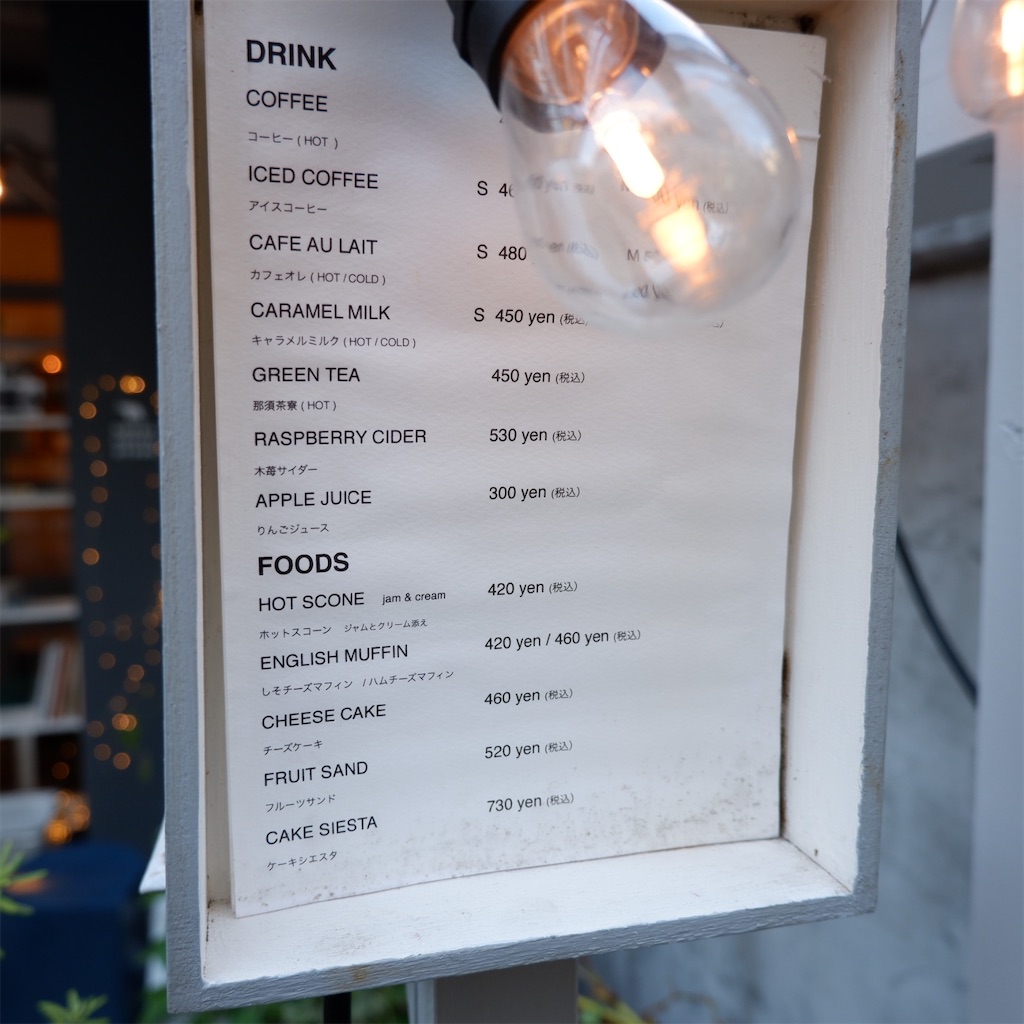 DRINK
COFFEE
コーヒー ( HOT )
ICED COFFEE S
アイスコーヒー
CAFE AU LAIT S 480 M
カフェオレ ( HOT / COLD )
CARAMEL MILK S 450 yen (税込)
キャラメルミルク ( HOT / COLD )
GREEN TEA 450 yen (税込)
那須茶寮 ( HOT )
RASPBERRY CIDER 530 yen (税込)
木苺サイダー
APPLE JUICE 300 yen (税込)
りんごジュース
FOODS
HOT SCONE jam & cream 420 yen (税込)
ホットスコーン ジャムとクリーム添え
ENGLISH MUFFIN 420 yen / 460 yen (税込)
しそチーズマフィン / ハムチーズマフィン
CHEESE CAKE 460 yen (税込)
チーズケーキ
FRUIT SAND 520 yen (税込)
フルーツサンド
CAKE SIESTA 730 yen (税込)
ケーキシエスタ